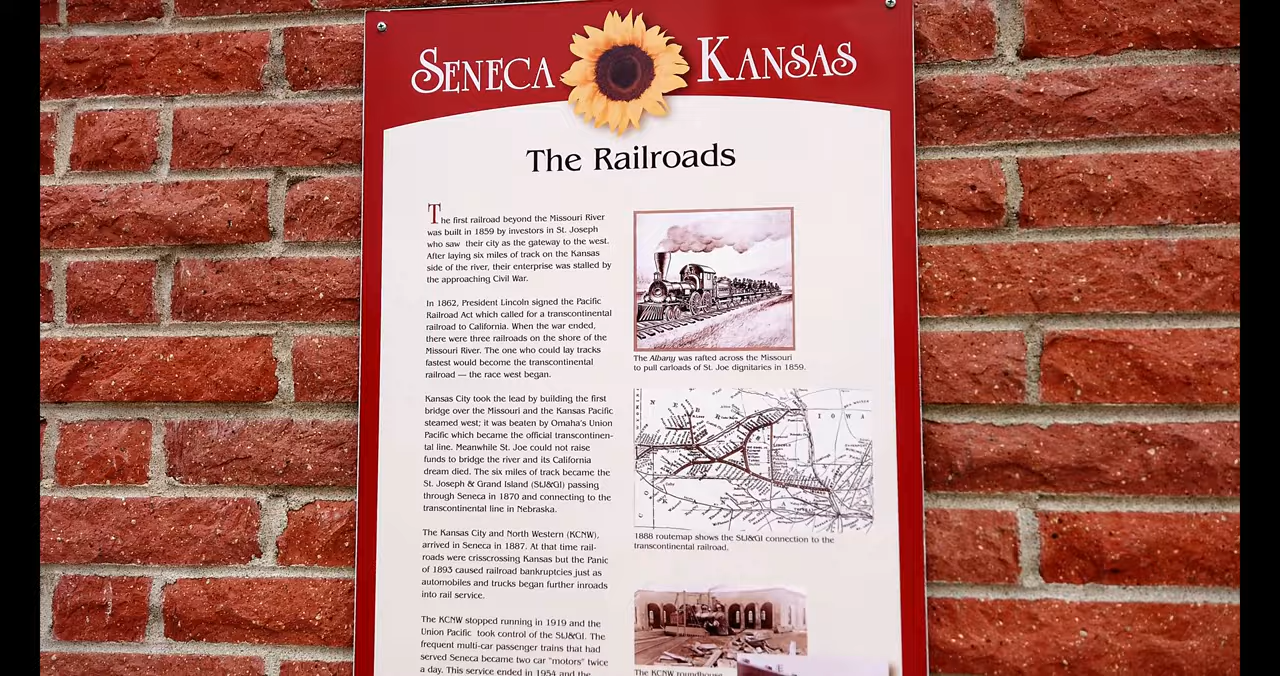 SENECA KANSAS
The Railroads
The first railroad beyond the Missouri River
was built in 1859 by investors in St. Joseph
who saw their city as the gateway to the west.
After laying six miles of track on the Kansas
side of the river, their enterprise was stalled by
the approaching Civil War.
In 1862, President Lincoln signed the Pacific
Railroad Act which called for a transcontinental
railroad to California. When the war ended,
there were three railroads on the shore of the
Missouri River. The one who could lay tracks
fastest would become the transcontinental
railroad — the race west began.
Kansas City took the lead by building the first
bridge over the Missouri and the Kansas Pacific
steamed west; it was beaten by Omaha's Union
Pacific which became the official transcontinen-
tal line. Meanwhile St. Joe could not raise
funds to bridge the river and its California
dream died. The six miles of track became the
St. Joseph & Grand Island (StJ&GI) passing
through Seneca in 1870 and connecting to the
transcontinental line in Nebraska.
The Kansas City and North Western (KCNW),
arrived in Seneca in 1887. At that time rail-
roads were crisscrossing Kansas but the Panic
of 1893 caused railroad bankruptcies just as
automobiles and trucks began further inroads
into rail service.
The KCNW stopped running in 1919 and the
Union Pacific took control of the StJ&GI. The
frequent multi-car passenger trains that had
served Seneca became two car "motors" twice
a day. This service ended in 1954 and the
The Albany was rafted across the Missouri
to pull carloads of St. Joe dignitaries in 1859.
IOWA
1888 routemap shows the StJ&GI connection to the
transcontinental railroad.
The KCNW roundhouse